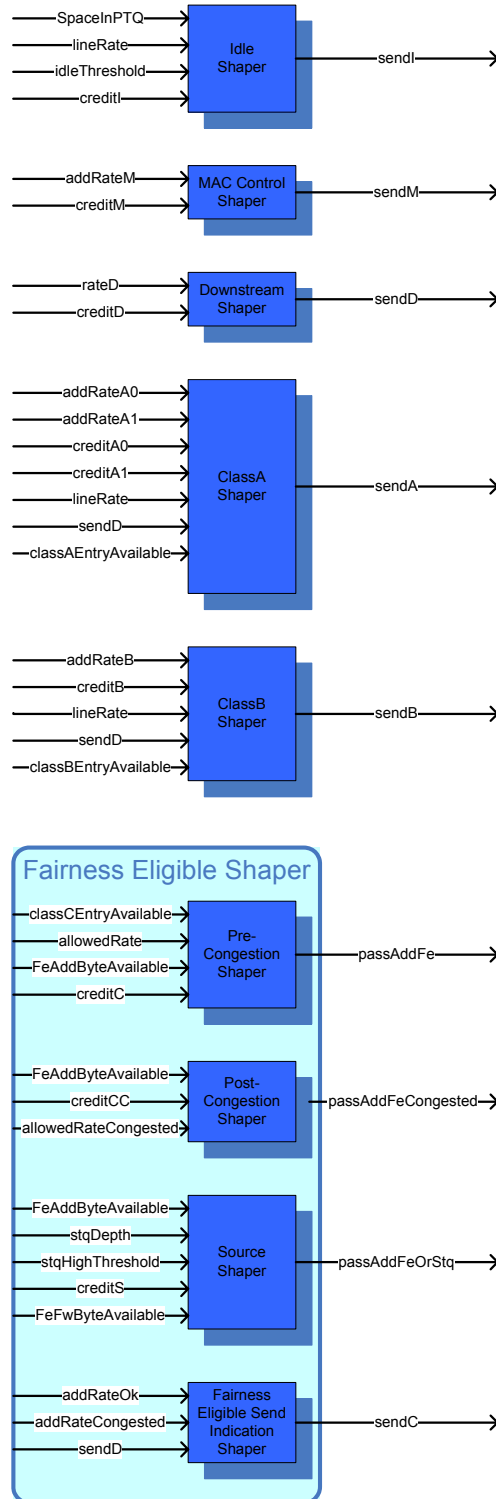 SpaceInPTQ
lineRate
idleThreshold
creditI
Idle
Shaper
sendI
addRateM
creditM
MAC Control
Shaper
sendM
rateD
creditD
Downstream
Shaper
sendD
addRateA0
addRateA1
creditA0
creditA1
lineRate
sendD
classAEntryAvailable
ClassA
Shaper
sendA
addRateB
creditB
lineRate
sendD
classBEntryAvailable
ClassB
Shaper
sendB
Fairness Eligible Shaper
classCEntryAvailable
allowedRate
FeAddByteAvailable
creditC
Pre-
Congestion
Shaper
passAddFe
FeAddByteAvailable
creditCC
allowedRateCongested
Post-
Congestion
Shaper
passAddFeCongested
FeAddByteAvailable
stqDepth
stqHighThreshold
creditS
FeFwByteAvailable
Source
Shaper
passAddFeOrStq
addRateOk
addRateCongested
sendD
Fairness
Eligible Send
Indication
Shaper
sendC